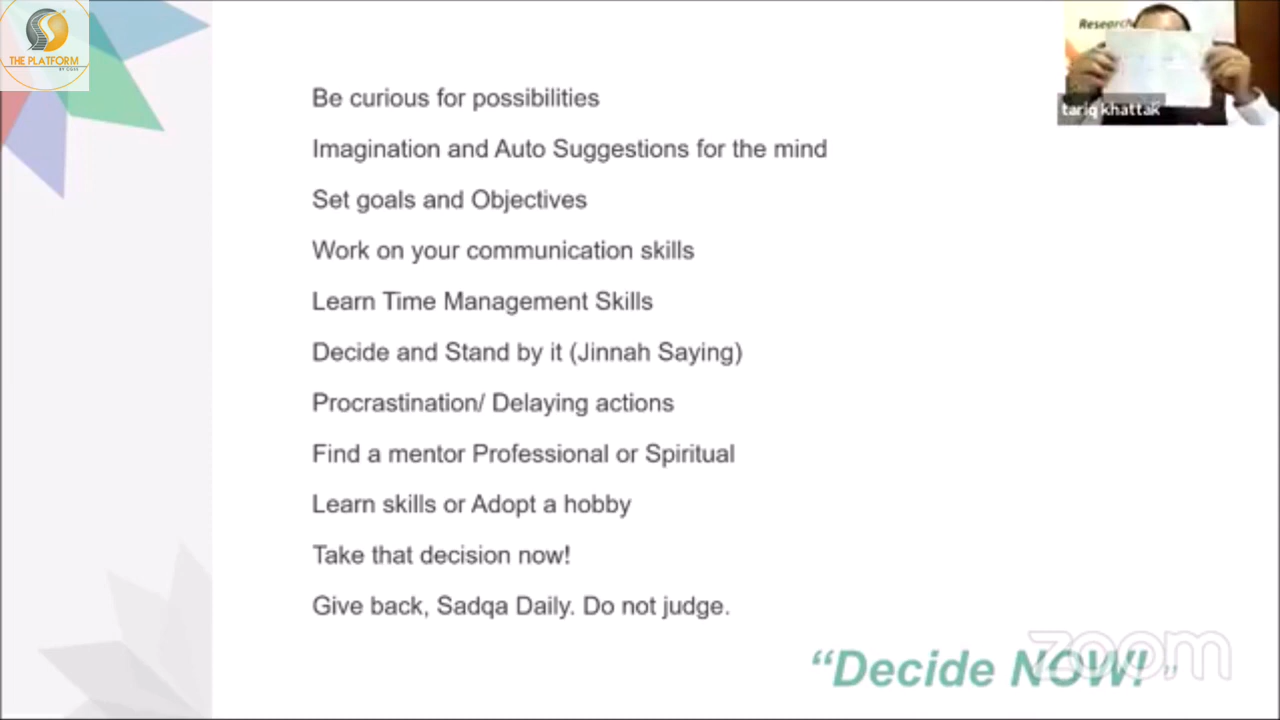 THE PLATFORM
Research
tariq khattak
Be curious for possibilities
Imagination and Auto Suggestions for the mind
Set goals and Objectives
Work on your communication skills
Learn Time Management Skills
Decide and Stand by it (Jinnah Saying)
Procrastination/ Delaying actions
Find a mentor Professional or Spiritual
Learn skills or Adopt a hobby
Take that decision now!
Give back, Sadqa Daily. Do not judge.
“Decide NOW! ”
zoom